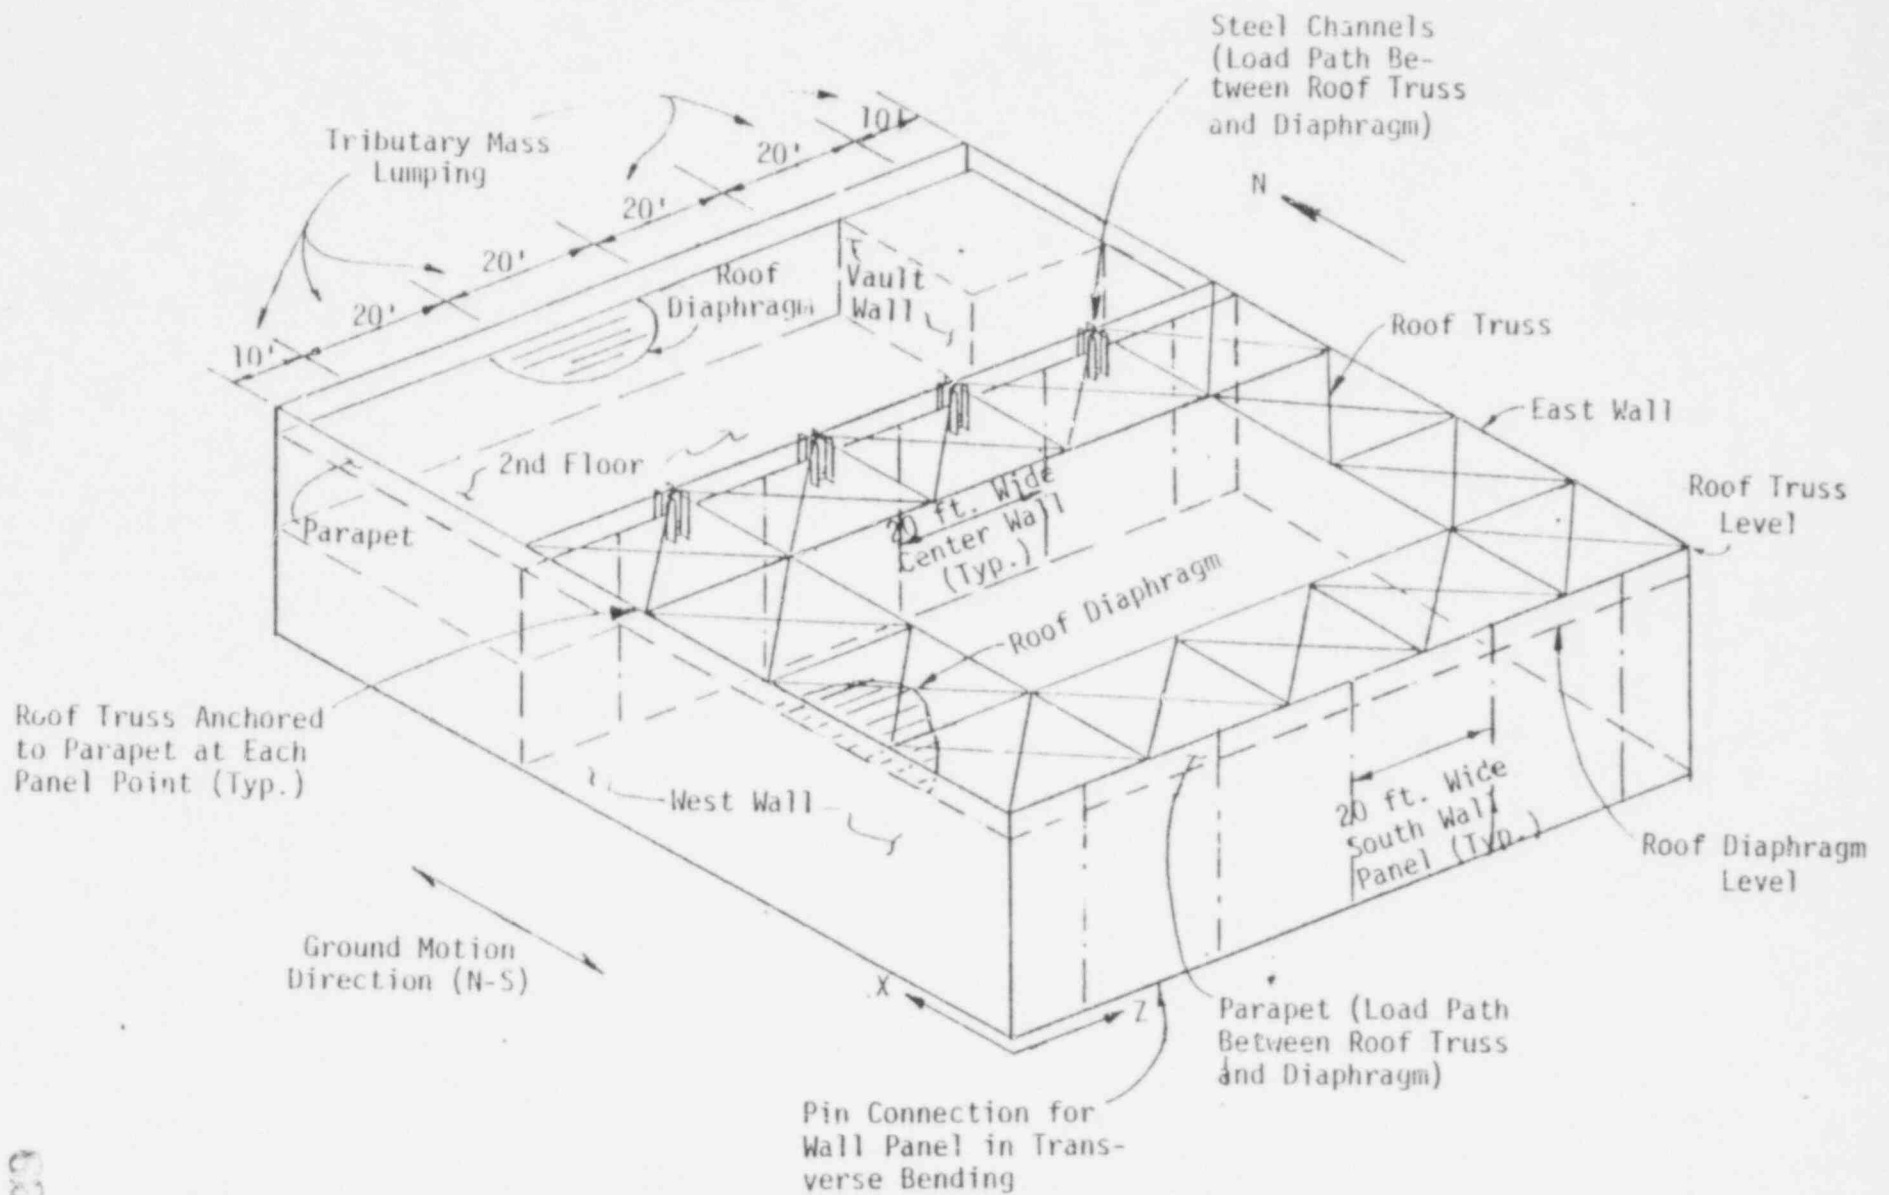 Steel Channels
(Load Path Be-
tween Roof Truss
and Diaphragm)
Tributary Mass
Lumping
10'
20'
20'
20'
20'
10'
N
Roof
Diaphragm
Vault
Wall
Roof Truss
East Wall
2nd Floor
Roof Truss
Level
Parapet
20 ft. Wide
Center Wall
(Typ.)
Roof Diaphragm
Roof Truss Anchored
to Parapet at Each
Panel Point (Typ.)
West Wall
20 ft. Wide
South Wall
Panel (Typ.)
Roof Diaphragm
Level
Ground Motion
Direction (N-S)
X
Z
Parapet (Load Path
Between Roof Truss
and Diaphragm)
Pin Connection for
Wall Panel in Trans-
verse Bending